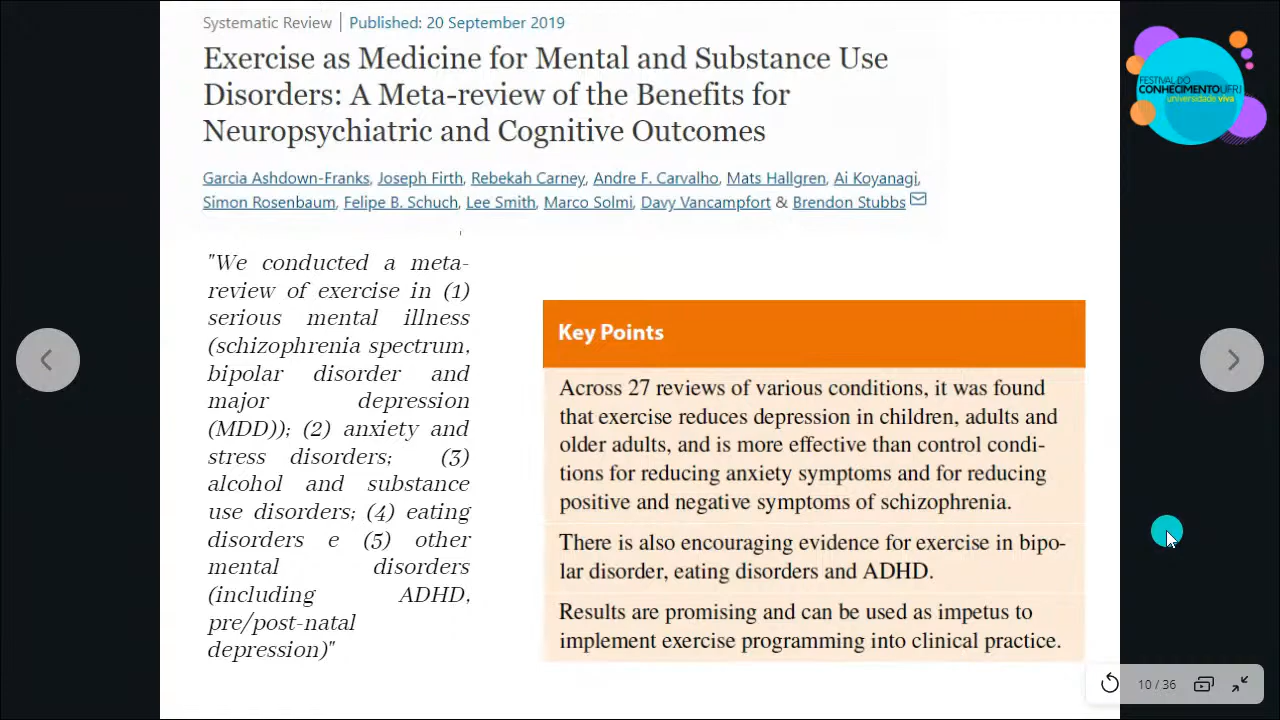 Systematic Review | Published: 20 September 2019
Exercise as Medicine for Mental and Substance Use
Disorders: A Meta-review of the Benefits for
Neuropsychiatric and Cognitive Outcomes
Garcia Ashdown-Franks, Joseph Firth, Rebekah Carney, Andre F. Carvalho, Mats Hallgren, Ai Koyanagi,
Simon Rosenbaum, Felipe B. Schuch, Lee Smith, Marco Solmi, Davy Vancampfort & Brendon Stubbs
"We conducted a meta-
review of exercise in (1)
serious mental illness
(schizophrenia spectrum,
bipolar disorder and
major depression
(MDD)); (2) anxiety and
stress disorders; (3)
alcohol and substance
use disorders; (4) eating
disorders e (5) other
mental disorders
(including ADHD,
pre/post-natal
depression)"
Key Points
Across 27 reviews of various conditions, it was found
that exercise reduces depression in children, adults and
older adults, and is more effective than control condi-
tions for reducing anxiety symptoms and for reducing
positive and negative symptoms of schizophrenia.
There is also encouraging evidence for exercise in bipo-
lar disorder, eating disorders and ADHD.
Results are promising and can be used as impetus to
implement exercise programming into clinical practice.
FESTIVAL DO
CONHECIMENTO UFRJ
universidade viva
10 / 36